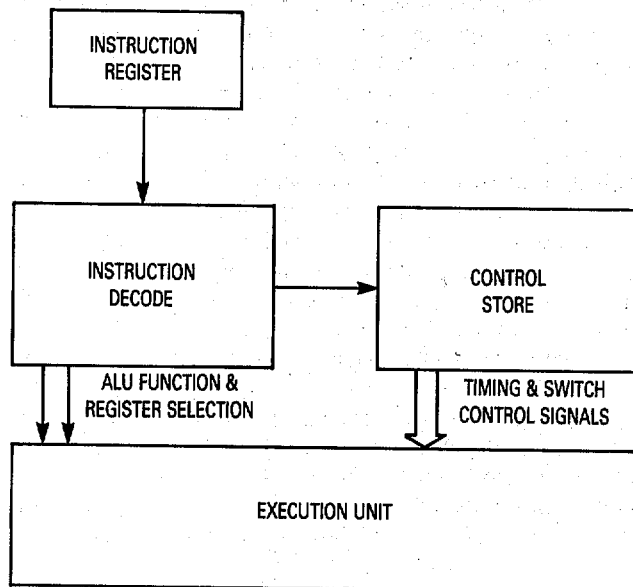 INSTRUCTION
REGISTER
INSTRUCTION
DECODE
CONTROL
STORE
ALU FUNCTION &
REGISTER SELECTION
TIMING & SWITCH
CONTROL SIGNALS
EXECUTION UNIT